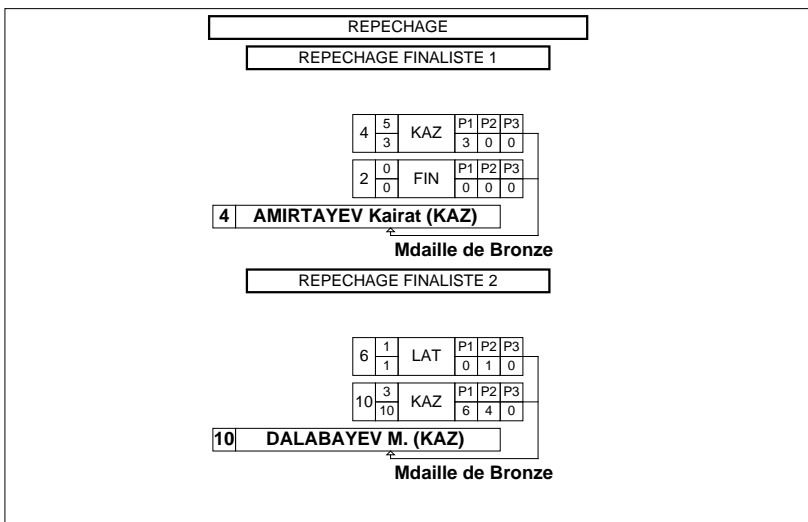 REPECHAGE
REPECHAGE FINALISTE 1
4 5 KAZ P1 P2 P3
3 3 0 0
2 0 FIN P1 P2 P3
0 0 0 0
4 AMIRTAYEV Kairat (KAZ)
Mdaille de Bronze
REPECHAGE FINALISTE 2
6 1 LAT P1 P2 P3
1 0 1 0
10 3 KAZ P1 P2 P3
10 6 4 0
10 DALABAYEV M. (KAZ)
Mdaille de Bronze